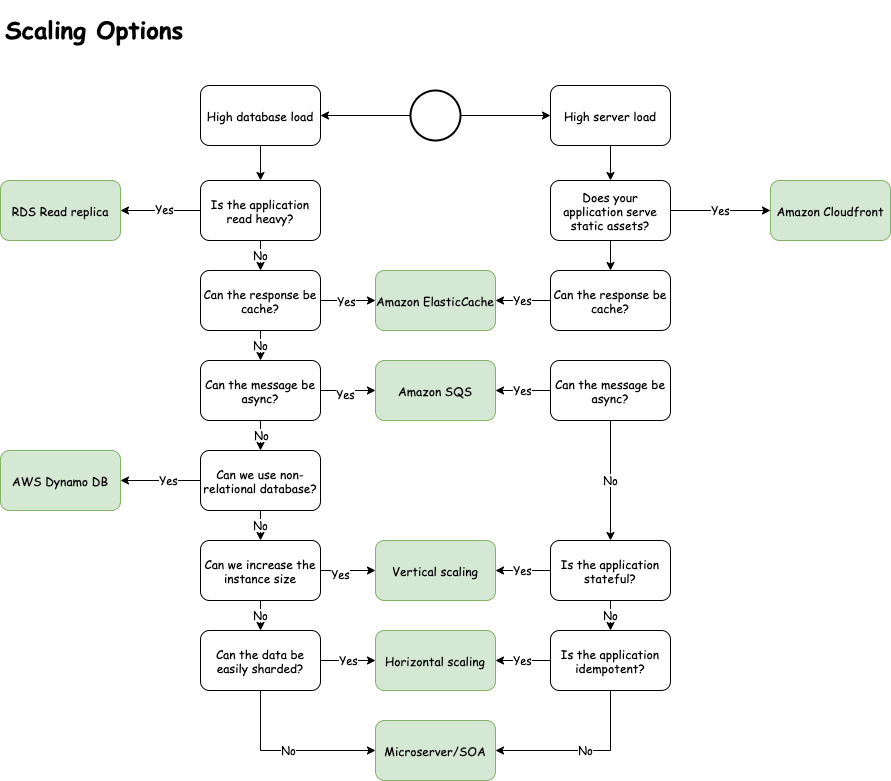 Scaling Options
High database load
High server load
RDS Read replica
Yes
Is the application
read heavy?
Does your
application serve
static assets?
Yes
Amazon Cloudfront
No
Can the response be
cache?
Yes
Amazon ElasticCache
Yes
Can the response be
cache?
No
Can the message be
async?
Yes
Amazon SQS
Yes
Can the message be
async?
No
AWS Dynamo DB
Yes
Can we use non-
relational database?
No
No
Can we increase the
instance size
Yes
Vertical scaling
Yes
Is the application
stateful?
No
No
Can the data be
easily sharded?
Yes
Horizontal scaling
Yes
Is the application
idempotent?
No
Microserver/SOA
No